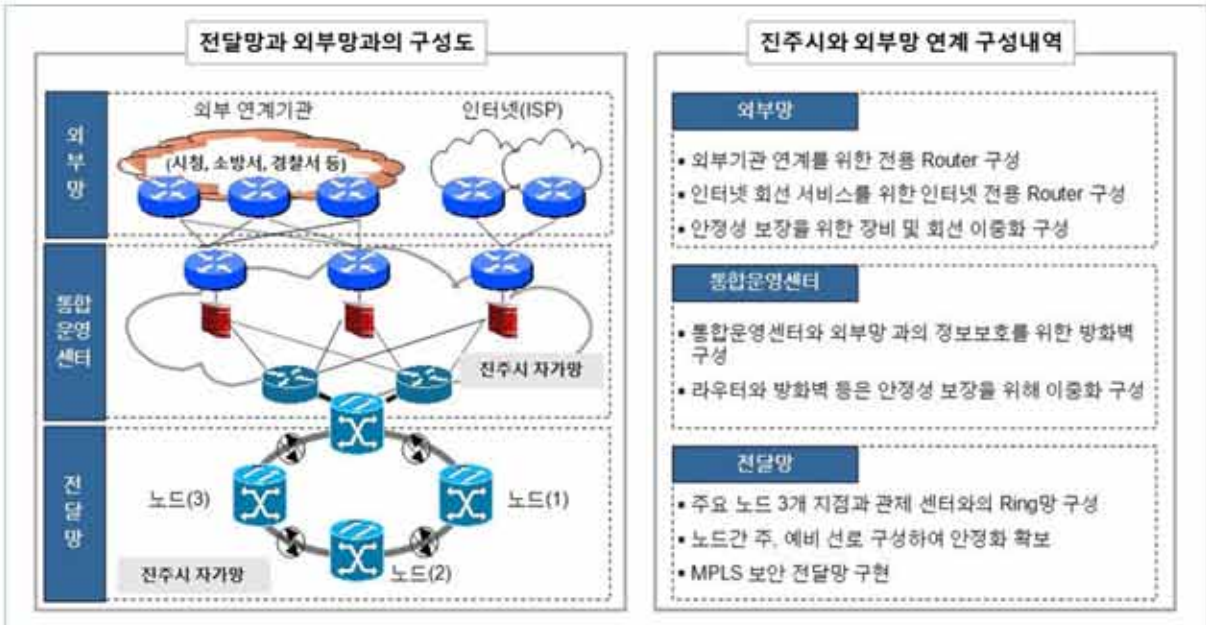 전달망과 외부망과의 구성도
외부망
외부 연계기관
(시청, 소방서, 경찰서 등)
인터넷(ISP)
통합운영센터
진주시 자가망
전달망
노드(3)
노드(1)
노드(2)
진주시 자가망
진주시와 외부망 연계 구성내역
외부망
▪ 외부기관 연계를 위한 전용 Router 구성
▪ 인터넷 회선 서비스를 위한 인터넷 전용 Router 구성
▪ 안정성 보장을 위한 장비 및 회선 이중화 구성
통합운영센터
▪ 통합운영센터와 외부망 과의 정보보호를 위한 방화벽
구성
▪ 라우터와 방화벽 등은 안정성 보장을 위해 이중화 구성
전달망
▪ 주요 노드 3개 지점과 관제 센터와의 Ring망 구성
▪ 노드간 주, 예비 선로 구성하여 안정화 확보
▪ MPLS 보안 전달망 구현